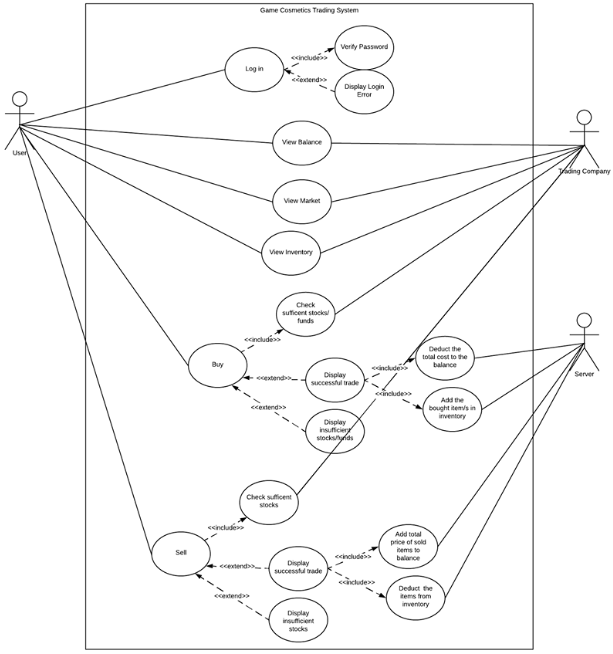 Game Cosmetics Trading System
Verify Password
<<include>>
Log in
<<extend>>
Display Login
Error
User
View Balance
Trading Company
View Market
View Inventory
Check
sufficent stocks/
funds
<<include>>
Buy
<<extend>>
Display
successful trade
<<include>>
Deduct the
total cost to the
balance
Server
<<include>>
Add the
bought item/s in
inventory
<<extend>>
Display
insufficient
stocks/funds
Check sufficent
stocks
<<include>>
Sell
<<extend>>
Display
successful trade
<<include>>
Add total
price of sold
items to
balance
<<include>>
Deduct the
items from
inventory
<<extend>>
Display
insufficient
stocks